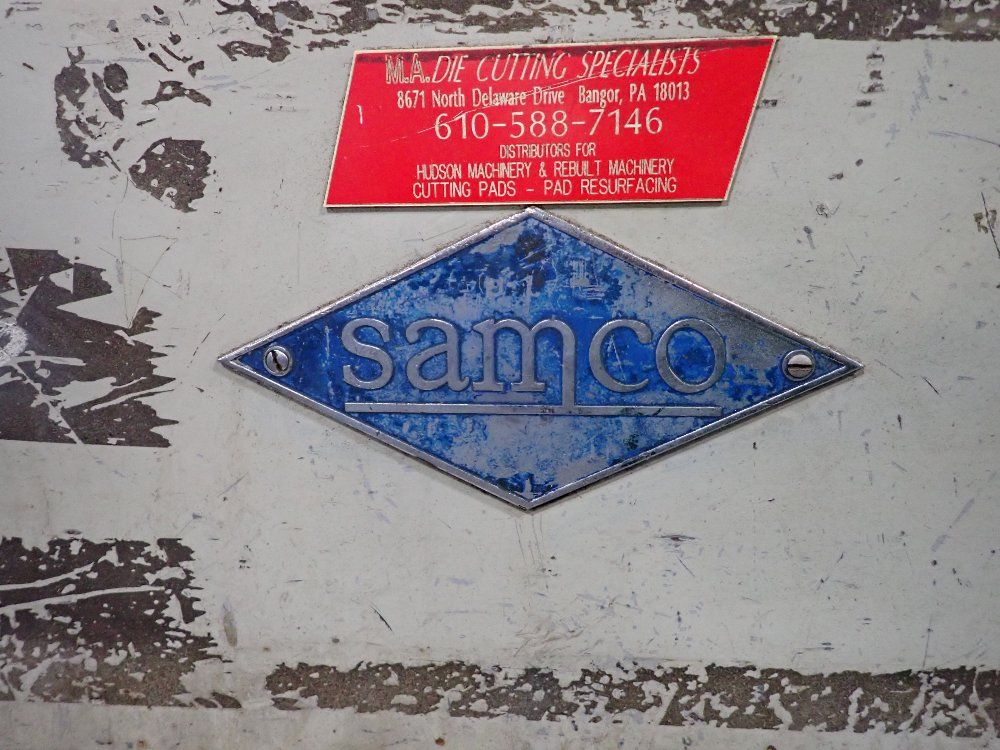 M.A. DIE CUTTING SPECIALISTS
8671 North Delaware Drive Bangor, PA 18013
610-588-7146
DISTRIBUTORS FOR
HUDSON MACHINERY & REBUILT MACHINERY
CUTTING PADS - PAD RESURFACING
samco